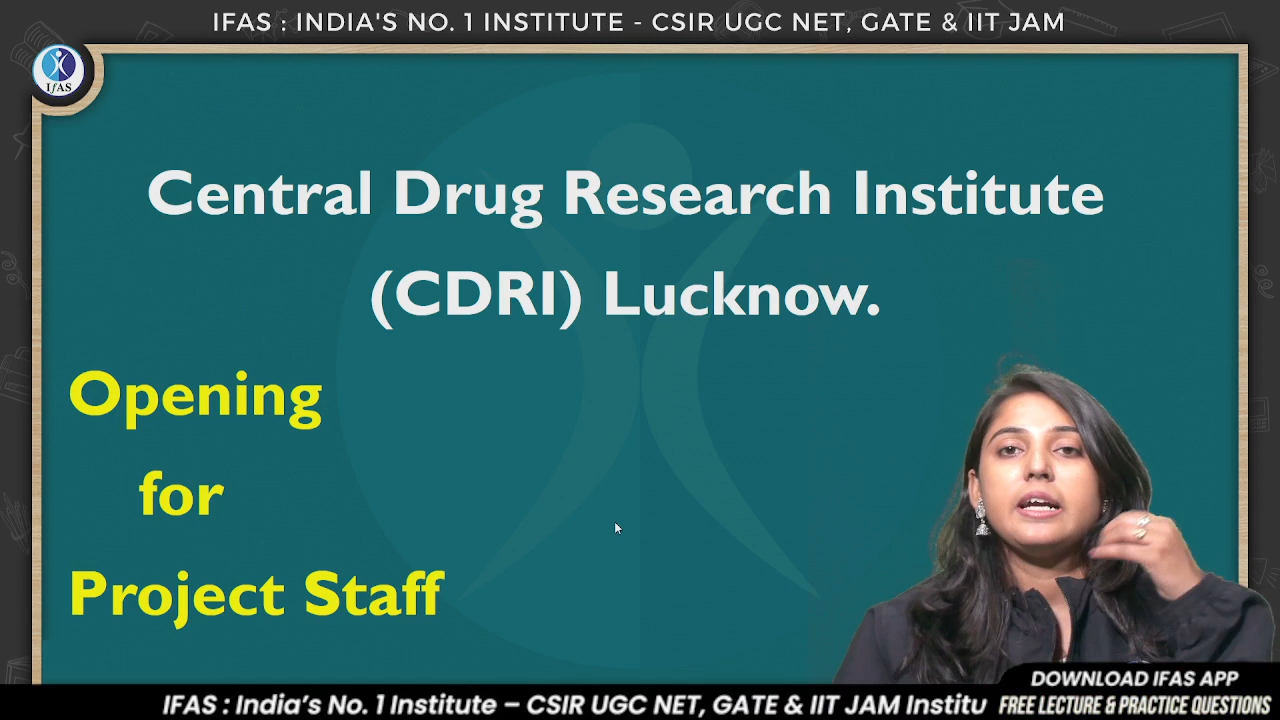 IFAS : INDIA'S NO. 1 INSTITUTE - CSIR UGC NET, GATE & IIT JAM
IfAS
Central Drug Research Institute
(CDRI) Lucknow.
Opening
for
Project Staff
DOWNLOAD IFAS APP
IFAS : India’s No. 1 Institute – CSIR UGC NET, GATE & IIT JAM Institu
FREE LECTURE & PRACTICE QUESTIONS